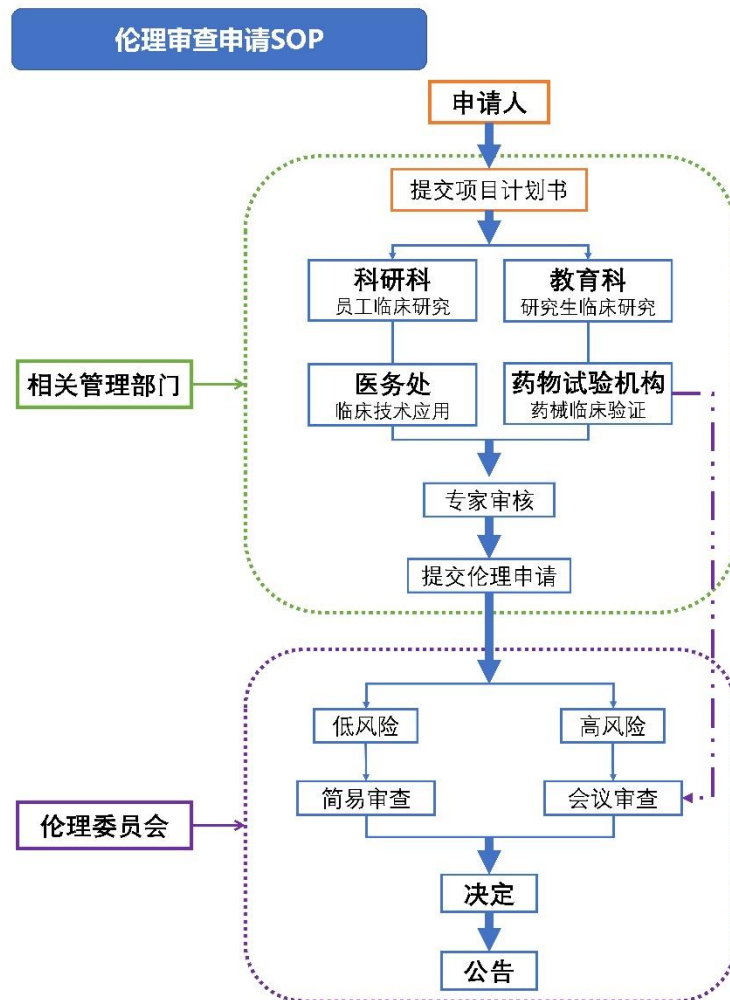 伦理审查申请SOP
申请人
提交项目计划书
科研科
员工临床研究
教育科
研究生临床研究
相关管理部门
医务处
临床技术应用
药物试验机构
药械临床验证
专家审核
提交伦理申请
低风险
高风险
简易审查
会议审查
伦理委员会
决定
公告